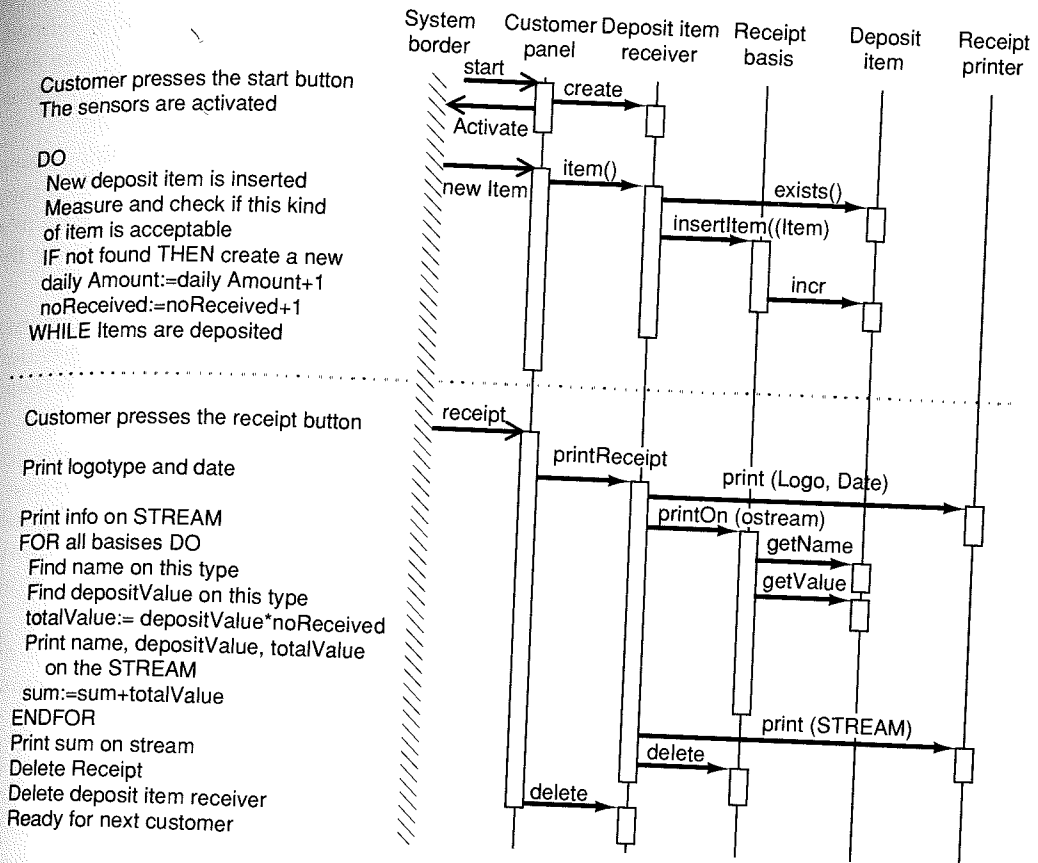 System border
Customer panel
Deposit item receiver
Receipt basis
Deposit item
Receipt printer
Customer presses the start button
start
create
The sensors are activated
Activate
DO
New deposit item is inserted
new Item
item()
exists()
Measure and check if this kind
of item is acceptable
insertItem((Item)
IF not found THEN create a new
daily Amount:=daily Amount+1
incr
noReceived:=noReceived+1
WHILE Items are deposited
Customer presses the receipt button
receipt
printReceipt
Print logotype and date
print (Logo, Date)
Print info on STREAM
printOn (ostream)
FOR all basises DO
getName
Find name on this type
getValue
Find depositValue on this type
totalValue:= depositValue*noReceived
Print name, depositValue, totalValue
on the STREAM
sum:=sum+totalValue
ENDFOR
print (STREAM)
Print sum on stream
delete
Delete Receipt
delete
Delete deposit item receiver
Ready for next customer